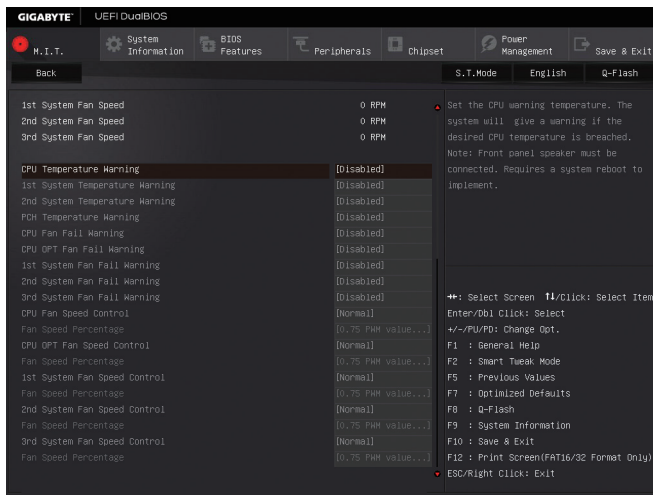 GIGABYTE™ UEFI DualBIOS
M.I.T. System Information BIOS Features Peripherals Chipset Power Management Save & Exit
Back S.T.Mode English Q-Flash
1st System Fan Speed 0 RPM
2nd System Fan Speed 0 RPM
3rd System Fan Speed 0 RPM
CPU Temperature Warning [Disabled]
1st System Temperature Warning [Disabled]
2nd System Temperature Warning [Disabled]
PCH Temperature Warning [Disabled]
CPU Fan Fail Warning [Disabled]
CPU OPT Fan Fail Warning [Disabled]
1st System Fan Fail Warning [Disabled]
2nd System Fan Fail Warning [Disabled]
3rd System Fan Fail Warning [Disabled]
CPU Fan Speed Control [Normal]
Fan Speed Percentage [0.75 PWM value...]
CPU OPT Fan Speed Control [Normal]
Fan Speed Percentage [0.75 PWM value...]
1st System Fan Speed Control [Normal]
Fan Speed Percentage [0.75 PWM value...]
2nd System Fan Speed Control [Normal]
Fan Speed Percentage [0.75 PWM value...]
3rd System Fan Speed Control [Normal]
Fan Speed Percentage [0.75 PWM value...]
Set the CPU warning temperature. The
system will give a warning if the
desired CPU temperature is breached.
Note: Front panel speaker must be
connected. Requires a system reboot to
implement.
→←: Select Screen ↑↓/Click: Select Item
Enter/Dbl Click: Select
+/-/PU/PD: Change Opt.
F1 : General Help
F2 : Smart Tweak Mode
F5 : Previous Values
F7 : Optimized Defaults
F8 : Q-Flash
F9 : System Information
F10 : Save & Exit
F12 : Print Screen(FAT16/32 Format Only)
ESC/Right Click: Exit